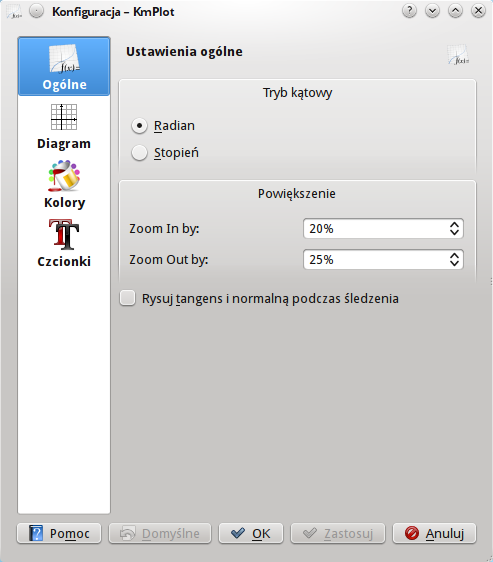 Konfiguracja – KmPlot
Ogólne
Diagram
Kolory
Czcionki
Ustawienia ogólne
Tryb kątowy
Radian
Stopień
Powiększenie
Zoom In by: 20%
Zoom Out by: 25%
Rysuj tangens i normalną podczas śledzenia
Pomoc Domyślne OK Zastosuj Anuluj